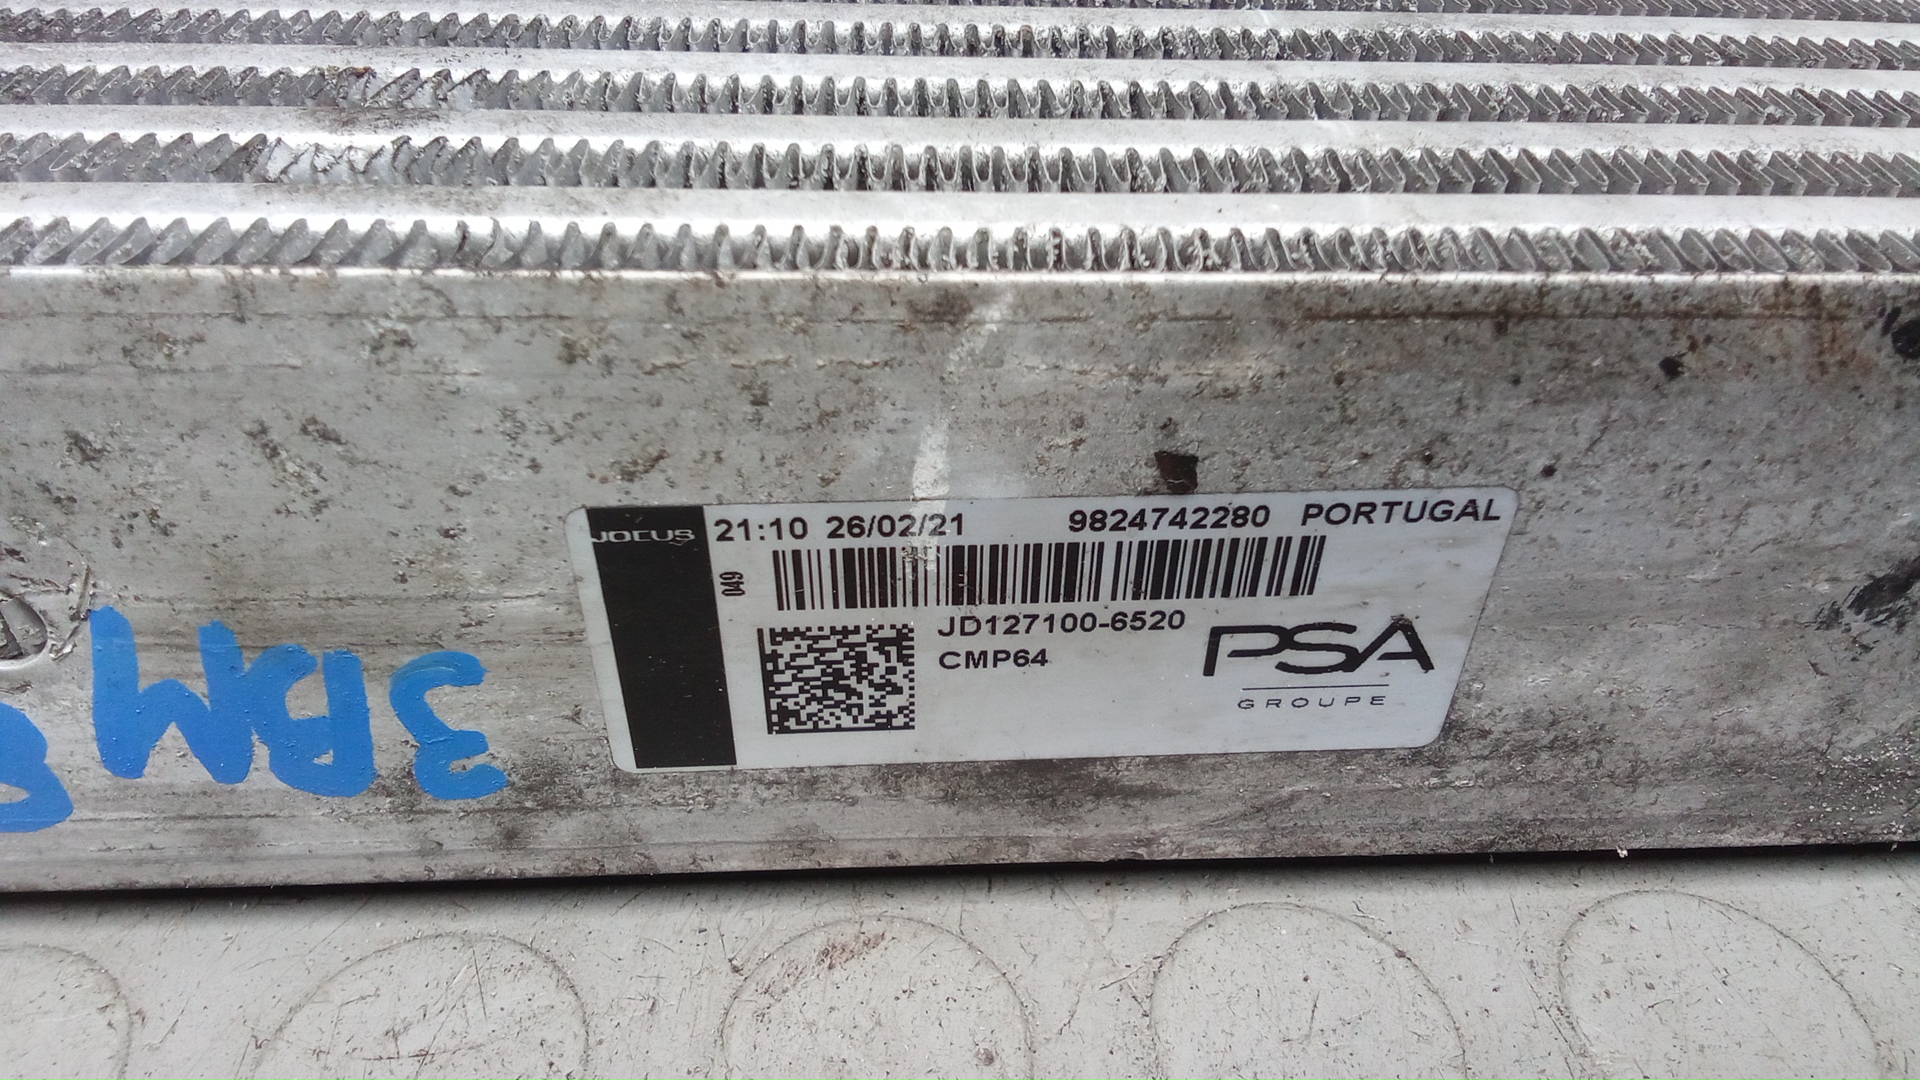 JOCUS
21:10 26/02/21 9824742280 PORTUGAL
049
JD127100-6520
CMP64
PSA
GROUPE